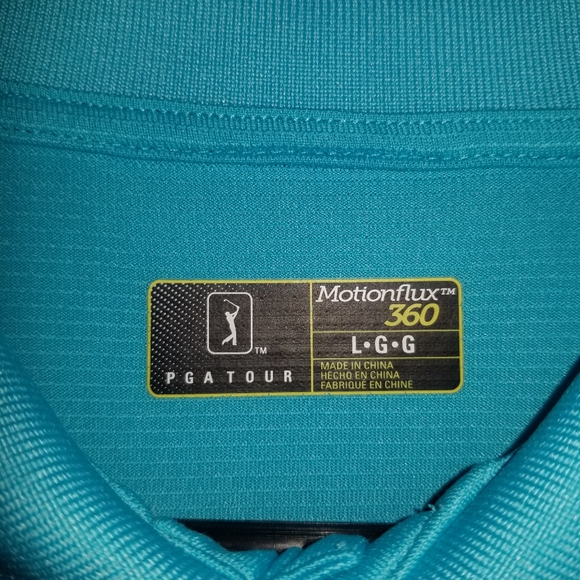 TM
PGA TOUR
Motionflux™
360
L•G•G
MADE IN CHINA
HECHO EN CHINA
FABRIQUÉ EN CHINE